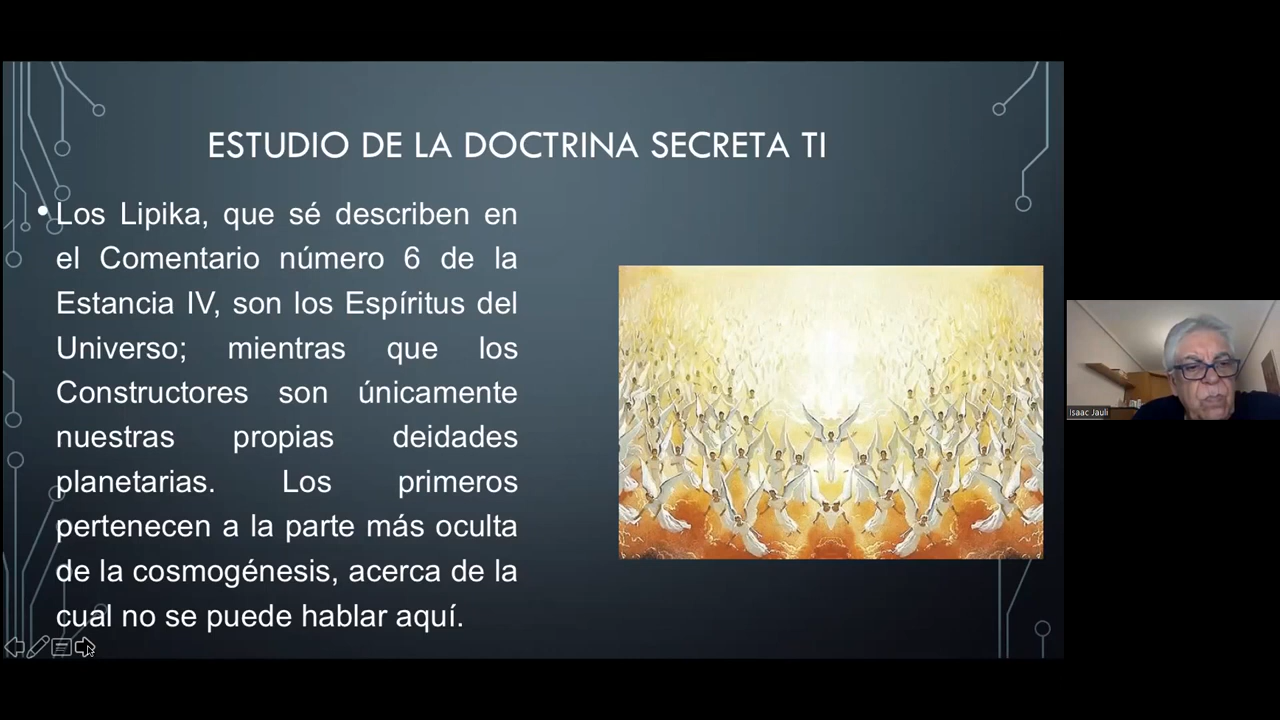 ESTUDIO DE LA DOCTRINA SECRETA TI
• Los Lipika, que sé describen en
el Comentario número 6 de la
Estancia IV, son los Espíritus del
Universo; mientras que los
Constructores son únicamente
nuestras propias deidades
planetarias. Los primeros
pertenecen a la parte más oculta
de la cosmogénesis, acerca de la
cual no se puede hablar aquí.
Isaac Jauli